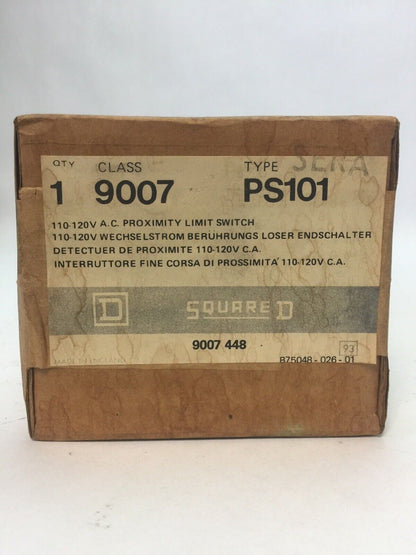 QTY CLASS TYPE SERA
1 9007 PS101
110-120V A.C. PROXIMITY LIMIT SWITCH
110-120V WECHSELSTROM BERUHRUNGS LOSER ENDSCHALTER
DETECTUER DE PROXIMITE 110-120V C.A.
INTERRUTTORE FINE CORSA DI PROSSIMITA' 110-120V C.A.
D SQUARE D
9007 448 93
MADE IN ENGLAND 875048-026-01